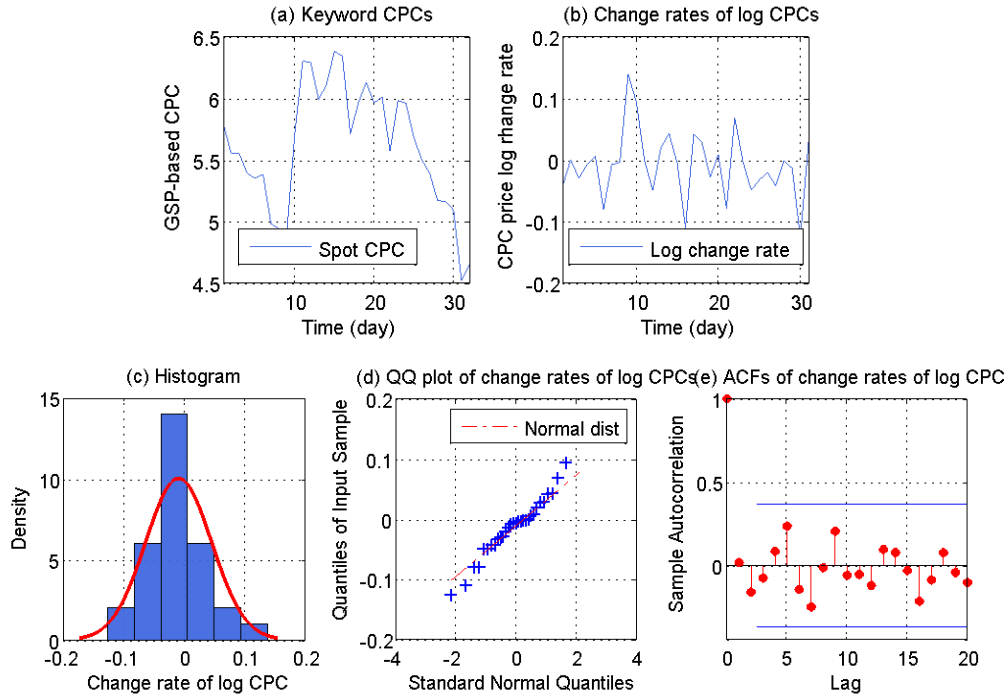 (a) Keyword CPCs
6.5
6
5.5
5
4.5
GSP-based CPC
Spot CPC
10 20 30
Time (day)
(b) Change rates of log CPCs
0.2
0.1
0
-0.1
-0.2
CPC price log rhange rate
Log change rate
10 20 30
Time (day)
(c) Histogram
15
10
5
0
Density
-0.2 -0.1 0 0.1 0.2
Change rate of log CPC
(d) QQ plot of change rates of log CPCs
0.2
0.1
0
-0.1
-0.2
Quantiles of Input Sample
Normal dist
-4 -2 0 2 4
Standard Normal Quantiles
(e) ACFs of change rates of log CPC
1
0.5
0
-0.5
Sample Autocorrelation
0 5 10 15 20
Lag